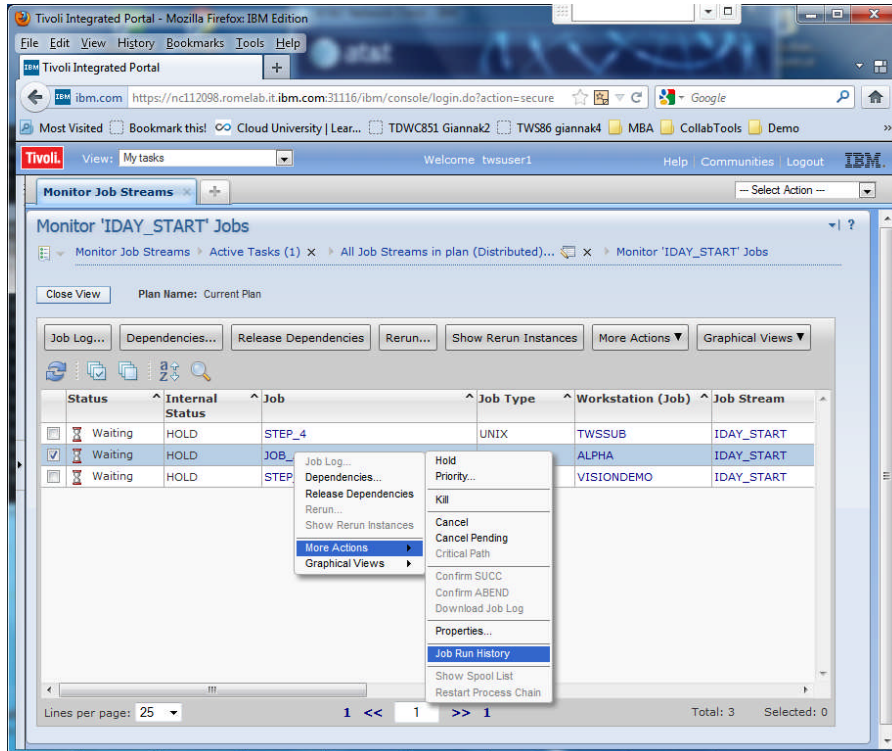 Tivoli Integrated Portal - Mozilla Firefox: IBM Edition
File Edit View History Bookmarks Tools Help
at&t
IBM Tivoli Integrated Portal +
IBM ibm.com https://nc112098.romelab.it.ibm.com:31116/ibm/console/login.do?action=secure Google
Most Visited Bookmark this! Cloud University | Lear... TDWC851 Giannak2 TWS86 giannak4 MBA CollabTools Demo »
Tivoli. View: My tasks Welcome twsuser1 Help Communities Logout IBM.
Monitor Job Streams × + -- Select Action --
Monitor 'IDAY_START' Jobs ?
Monitor Job Streams Active Tasks (1) X All Job Streams in plan (Distributed)... X Monitor 'IDAY_START' Jobs
Close View Plan Name: Current Plan
Job Log... Dependencies... Release Dependencies Rerun... Show Rerun Instances More Actions Graphical Views
Status Internal Status Job Job Type Workstation (Job) Job Stream
Waiting HOLD STEP_4 UNIX TWSSUB IDAY_START
Waiting HOLD JOB_ ALPHA IDAY_START
Waiting HOLD STEP_ VISIONDEMO IDAY_START
Job Log...
Dependencies...
Release Dependencies
Rerun...
Show Rerun Instances
More Actions
Graphical Views
Hold
Priority...
Kill
Cancel
Cancel Pending
Critical Path
Confirm SUCC
Confirm ABEND
Download Job Log
Properties...
Job Run History
Show Spool List
Restart Process Chain
Lines per page: 25 1 << 1 >> 1 Total: 3 Selected: 0